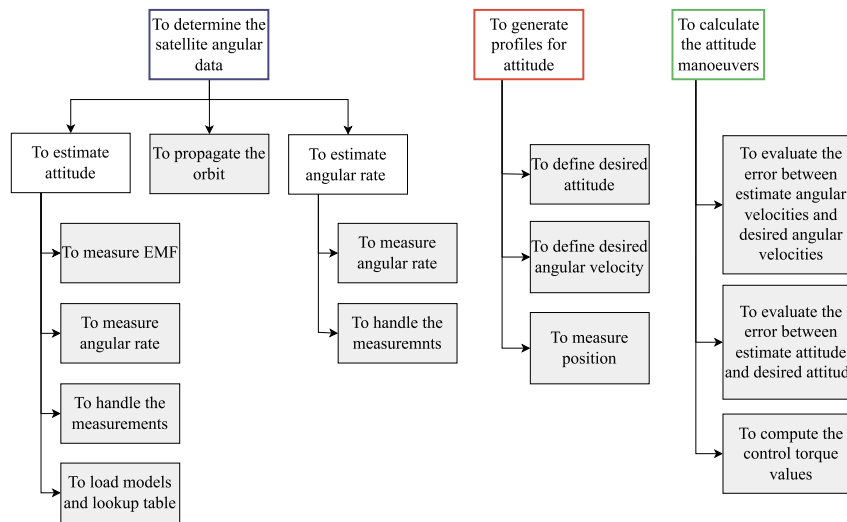 To determine the
satellite angular
data
To generate
profiles for
attitude
To calculate
the attitude
manoeuvers
To estimate
attitude
To propagate the
orbit
To estimate
angular rate
To measure EMF
To measure
angular rate
To handle the
measurements
To load models
and lookup table
To measure
angular rate
To handle the
measuremnts
To define desired
attitude
To define desired
angular velocity
To measure
position
To evaluate the
error between
estimate angular
velocities and
desired angular
velocities
To evaluate the
error between
estimate attitude
and desired attitud
To compute the
control torque
values